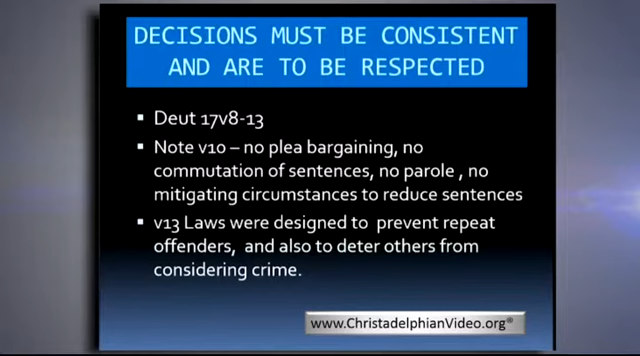 DECISIONS MUST BE CONSISTENT
AND ARE TO BE RESPECTED
▪ Deut 17v8-13
▪ Note v10 – no plea bargaining, no
commutation of sentences, no parole , no
mitigating circumstances to reduce sentences
▪ v13 Laws were designed to prevent repeat
offenders, and also to deter others from
considering crime.
www.ChristadelphianVideo.org®